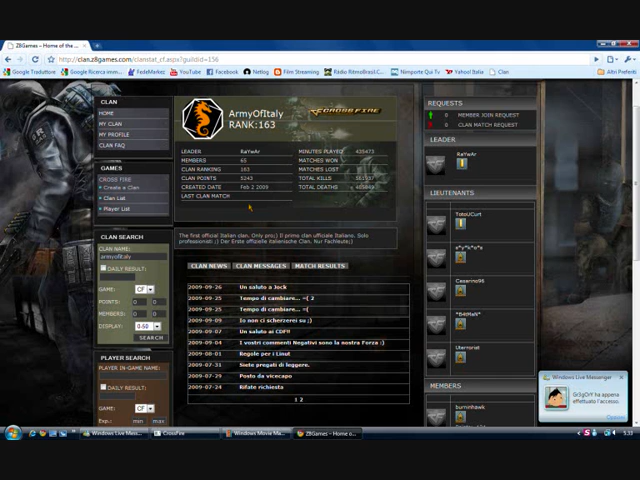 Z8Games – Home of the ...
http://clan.z8games.com/clanstat_cf.aspx?guildid=156
Google Traduttore
Google Ricerca imm...
FedeMarkez
YouTube
Facebook
Netlog
Film Streaming
Nimporte Qui Tv
Yahoo! Italia
Clan
Altri Preferiti
CLAN
HOME
MY CLAN
MY PROFILE
CLAN FAQ
GAMES
CROSS FIRE
Create a Clan
Clan List
Player List
CLAN SEARCH
CLAN NAME:
armyofitaly
DAILY RESULT:
GAME: CF
POINTS: 0 0
MEMBERS: 0 0
DISPLAY: 0-50
SEARCH
PLAYER SEARCH
PLAYER IN-GAME NAME:
DAILY RESULT:
GAME: CF
Exp.: min max
ArmyOfItaly
RANK:163
CROSSFIRE
LEADER RaYwAr
MEMBERS 65
CLAN RANKING 163
CLAN POINTS 5243
CREATED DATE Feb 2 2009
LAST CLAN MATCH
MINUTES PLAYED 435473
MATCHES WON
MATCHES LOST
TOTAL KILLS
TOTAL DEATHS
The first official Italian clan. Only pro;) Il primo clan ufficiale Italiano. Solo
professionisti;) Der Erste offizielle italienische Clan. Nur Fachleute;)
CLAN NEWS CLAN MESSAGES MATCH RESULTS
2009-09-26 Un saluto a Jock
2009-09-25 Tempo di cambiare... =( 2
2009-09-25 Tempo di cambiare... =(
2009-09-09 Io non ci scherzerei su ;)
2009-09-07 Un saluto ai CDF!!
2009-09-04 I vostri commenti Negativi sono la nostra Forza :)
2009-08-01 Regole per i Linut
2009-07-31 Siete pregati di leggere.
2009-07-29 Posto da vicecapo
2009-07-24 Rifate richiesta
1 2
REQUESTS
0 MEMBER JOIN REQUEST
0 CLAN MATCH REQUEST
LEADER
RaYwAr
LIEUTENANTS
TotoUCurt
Cesarino96
Uterroriat
MEMBERS
burninhawk
Windows Live Messenger
Gr3gOrY ha appena
effettuato l'accesso.
Opzioni
Windows Live Mess...
CrossFire
Windows Movie Ma...
Z8Games – Home o...
5.33